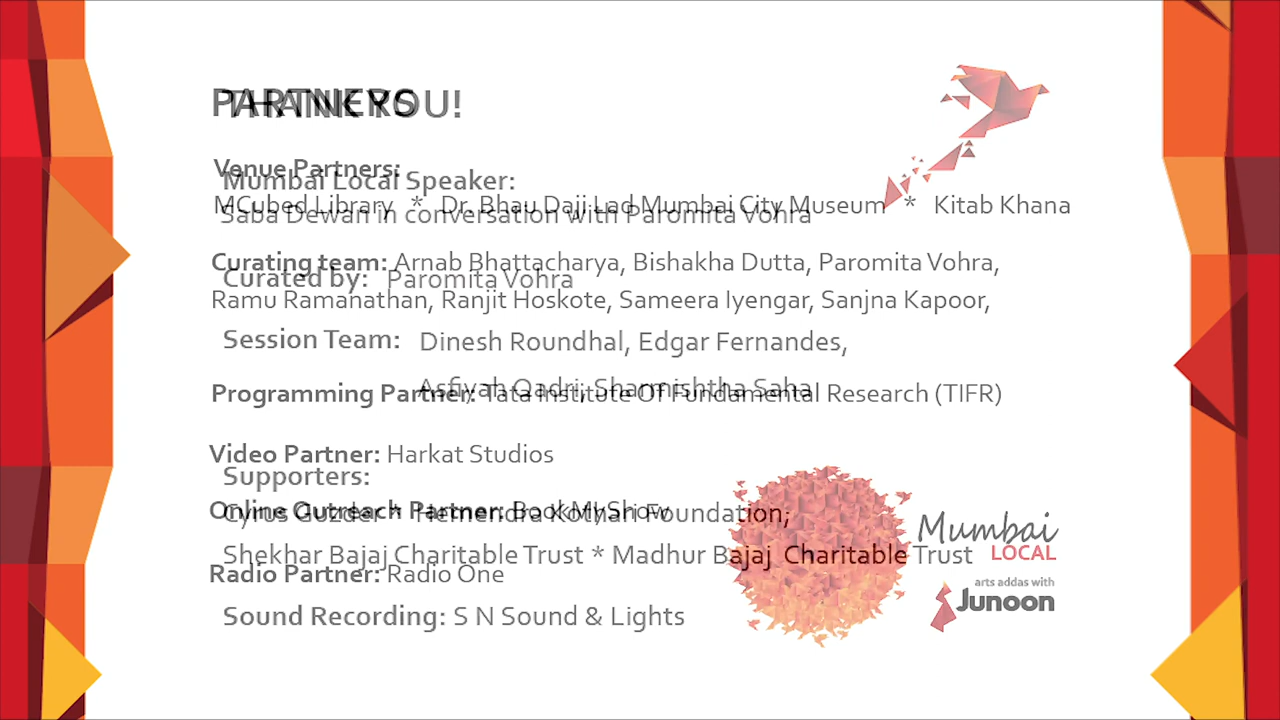 PARTNERS
THANK YOU!
Venue Partners:
Mumbai Local Speaker:
MCubed Library * Dr. Bhau Daji Lad Mumbai City Museum * Kitab Khana
Saba Dewan in conversation with Paromita Vohra
Curating team: Arnab Bhattacharya, Bishakha Dutta, Paromita Vohra,
Curated by: Paromita Vohra
Ramu Ramanathan, Ranjit Hoskote, Sameera Iyengar, Sanjna Kapoor,
Session Team: Dinesh Roundhal, Edgar Fernandes,
Asfiyah Qadri, Sharmishtha Saha
Programming Partner: Tata Institute Of Fundamental Research (TIFR)
Video Partner: Harkat Studios
Supporters:
Online Outreach Partner: BookMyShow
Cyrus Guzder * Hemendra Kothari Foundation,
Shekhar Bajaj Charitable Trust * Madhur Bajaj Charitable Trust
Radio Partner: Radio One
Sound Recording: S N Sound & Lights
Mumbai
LOCAL
arts addas with
Junoon